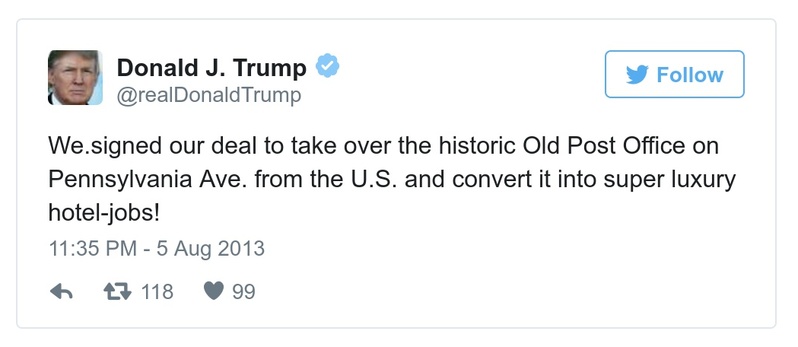 Donald J. Trump
@realDonaldTrump
Follow
We.signed our deal to take over the historic Old Post Office on
Pennsylvania Ave. from the U.S. and convert it into super luxury
hotel-jobs!
11:35 PM - 5 Aug 2013
118 99